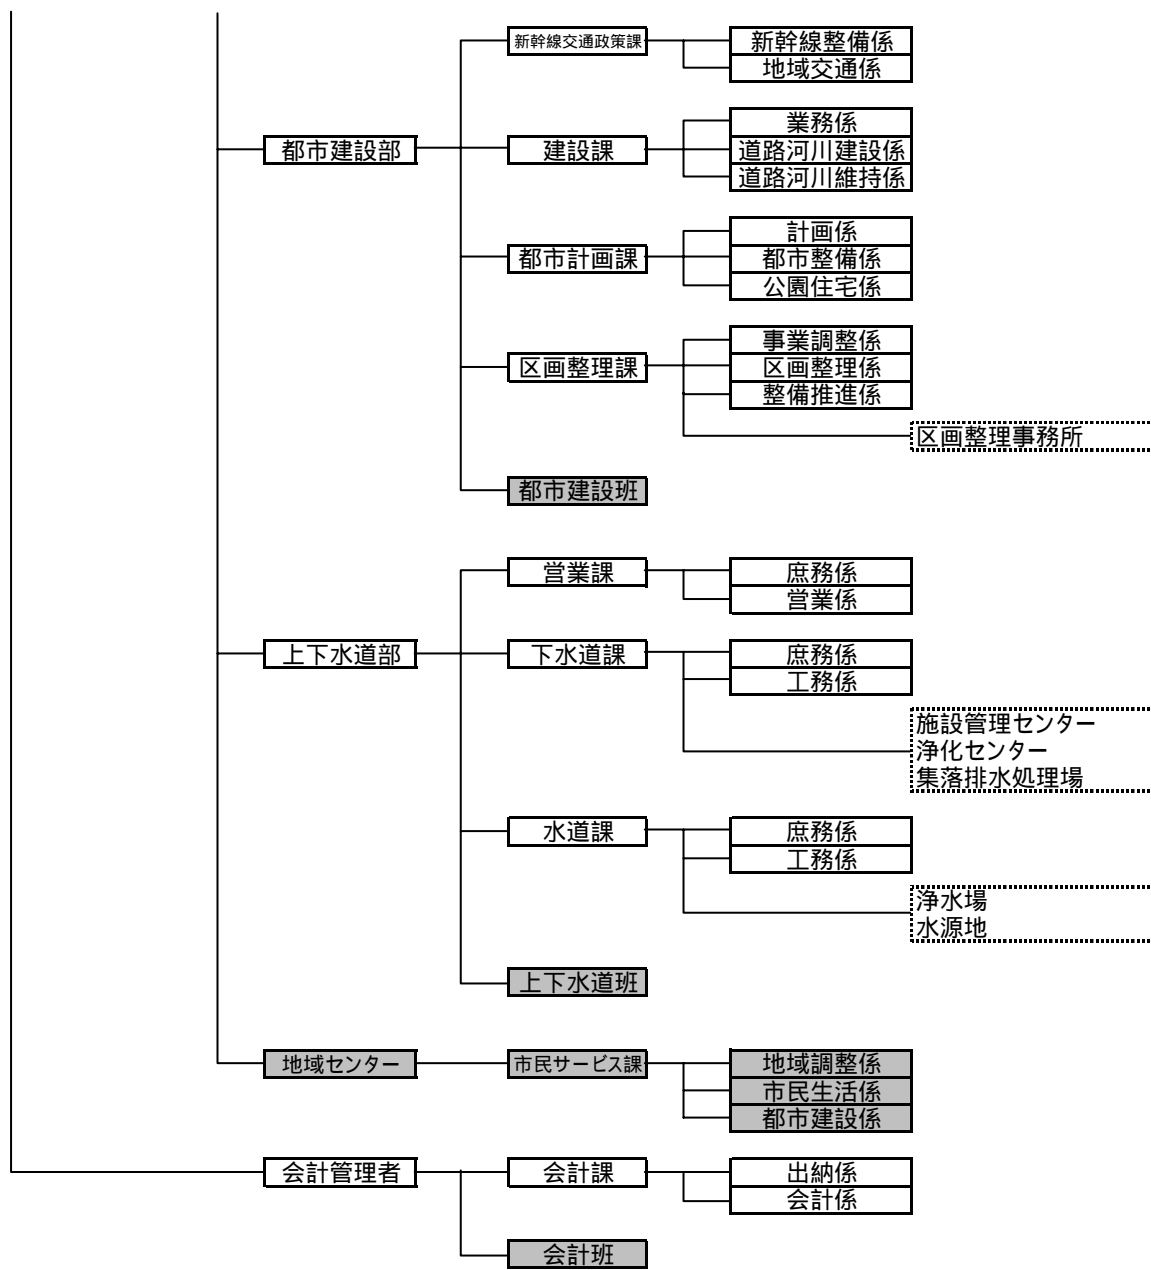 新幹線交通政策課
新幹線整備係
地域交通係
都市建設部
建設課
業務係
道路河川建設係
道路河川維持係
都市計画課
計画係
都市整備係
公園住宅係
区画整理課
事業調整係
区画整理係
整備推進係
区画整理事務所
都市建設班
営業課
庶務係
営業係
上下水道部
下水道課
庶務係
工務係
施設管理センター
浄化センター
集落排水処理場
水道課
庶務係
工務係
浄水場
水源地
上下水道班
地域センター
市民サービス課
地域調整係
市民生活係
都市建設係
会計管理者
会計課
出納係
会計係
会計班